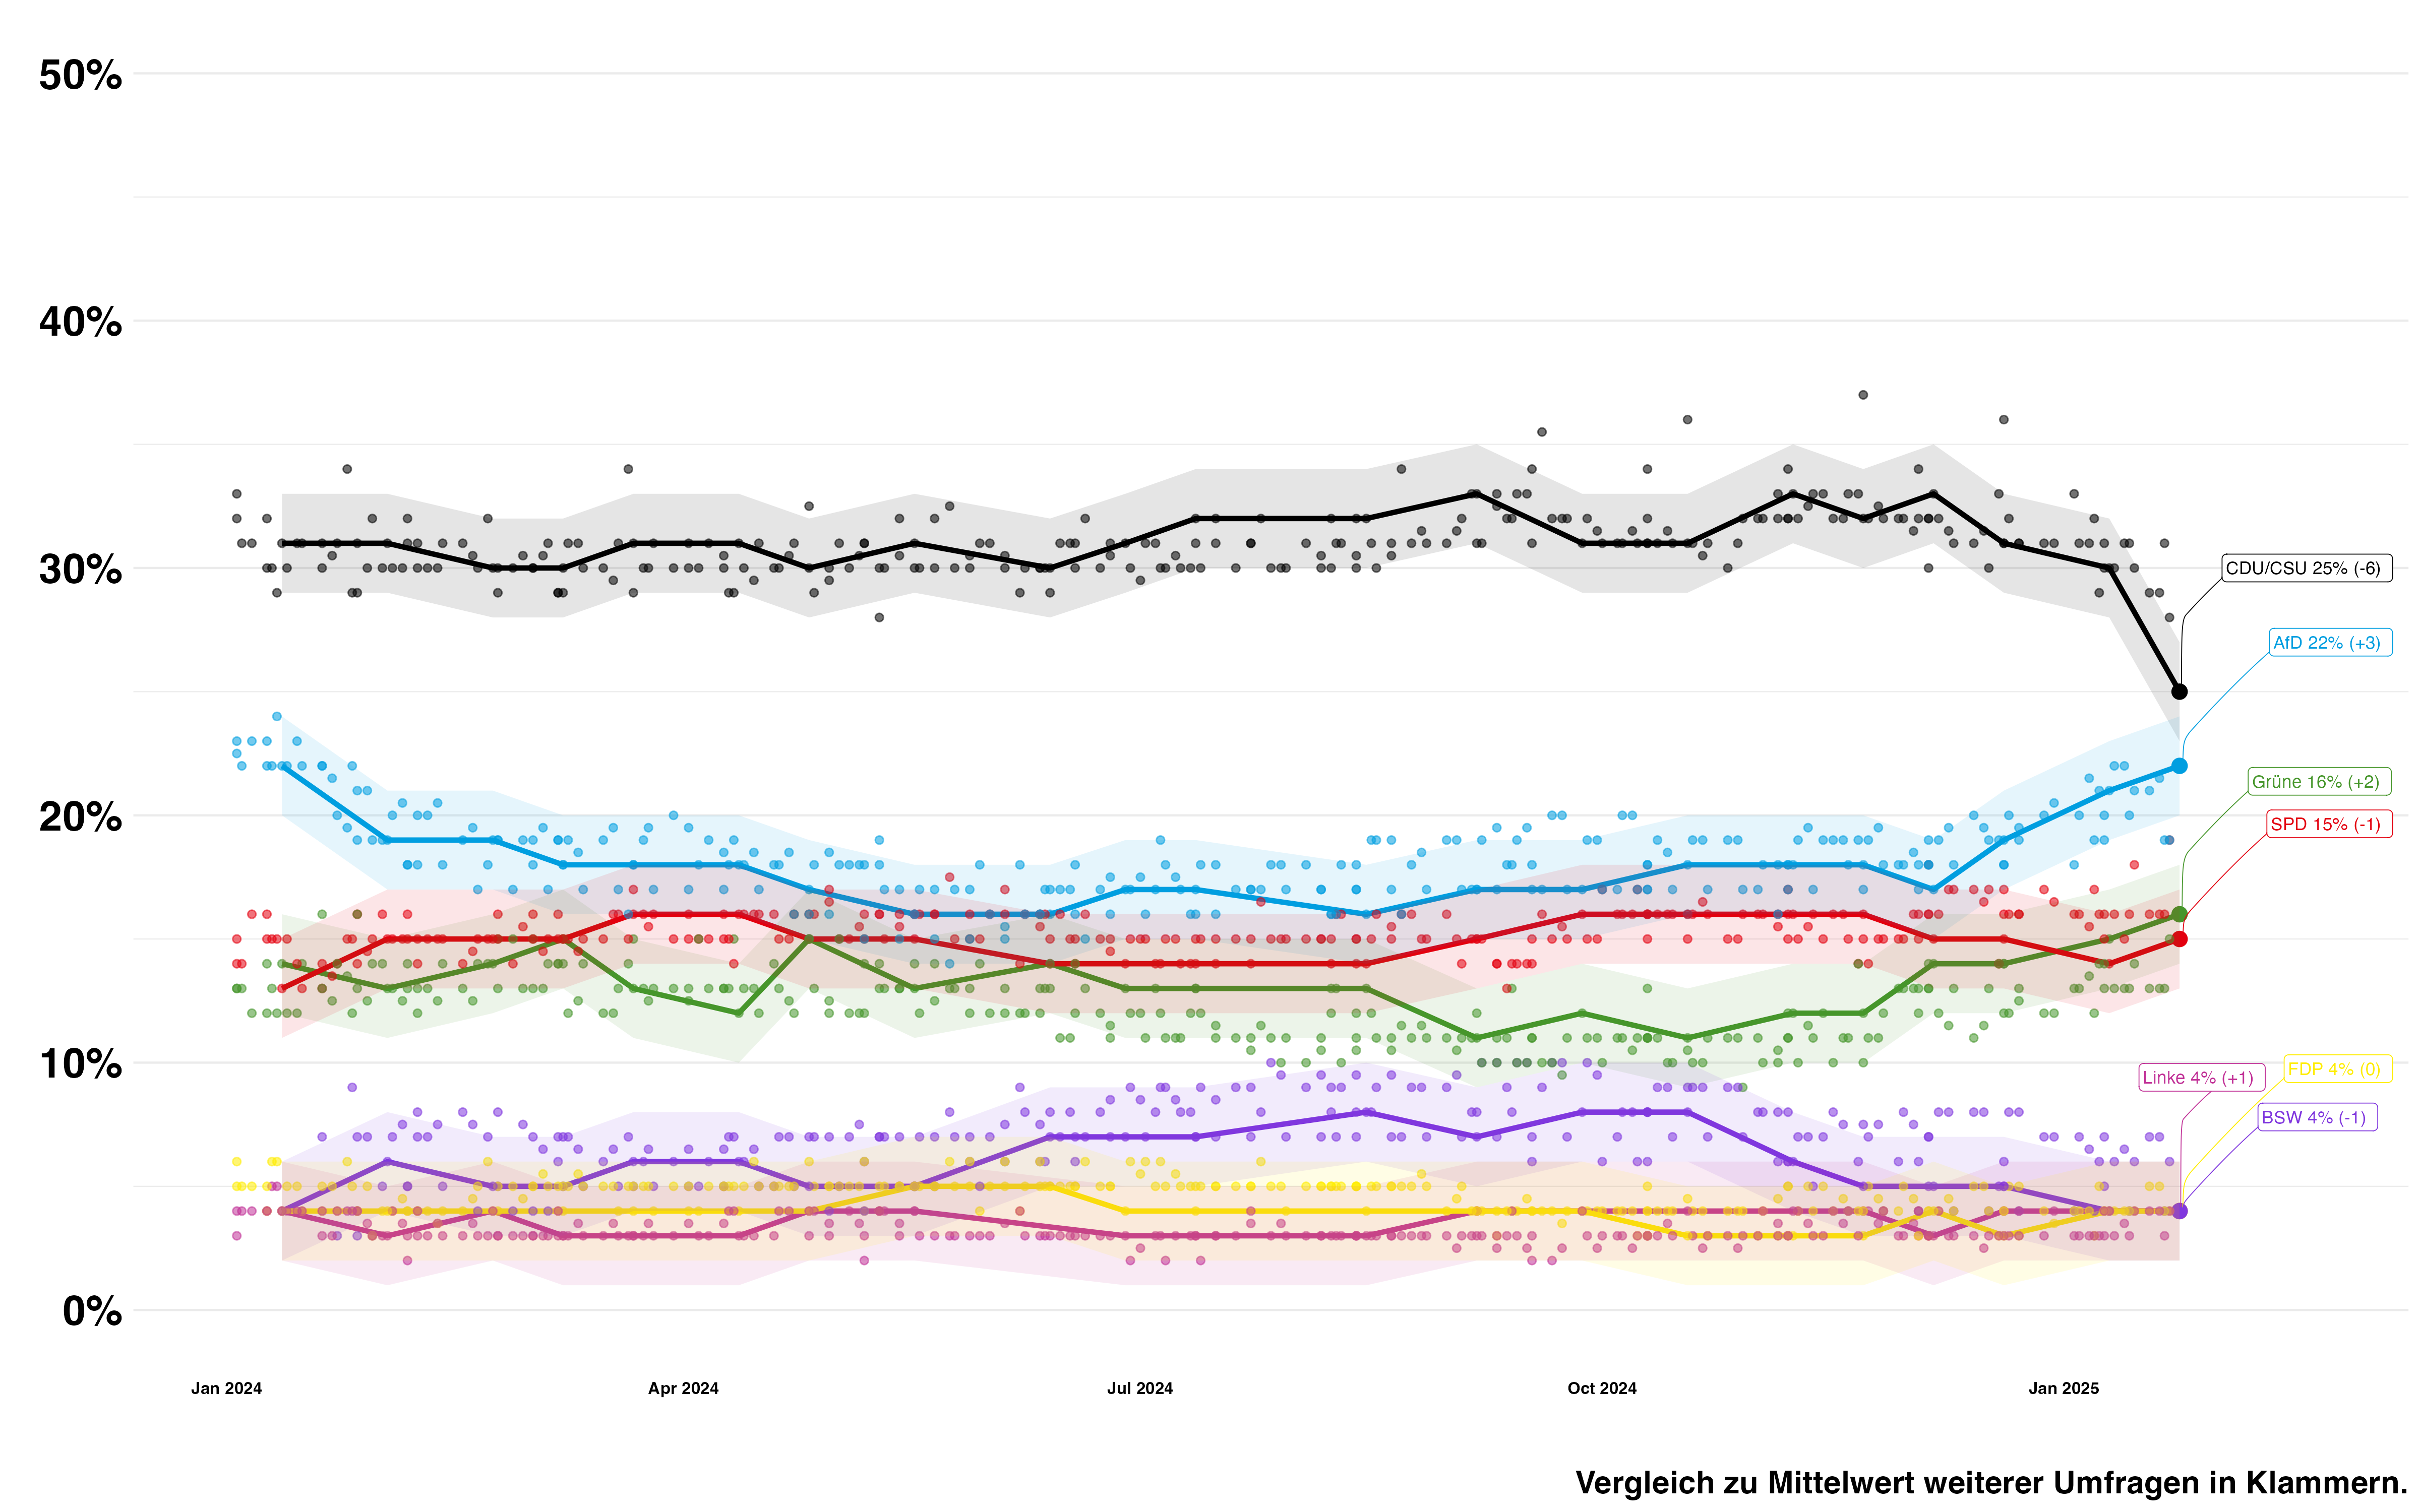 50%
40%
30%
20%
10%
0%
CDU/CSU 25% (-6)
AfD 22% (+3)
Grüne 16% (+2)
SPD 15% (-1)
FDP 4% (0)
Linke 4% (+1)
BSW 4% (-1)
Jan 2024
Apr 2024
Jul 2024
Oct 2024
Jan 2025
Vergleich zu Mittelwert weiterer Umfragen in Klammern.